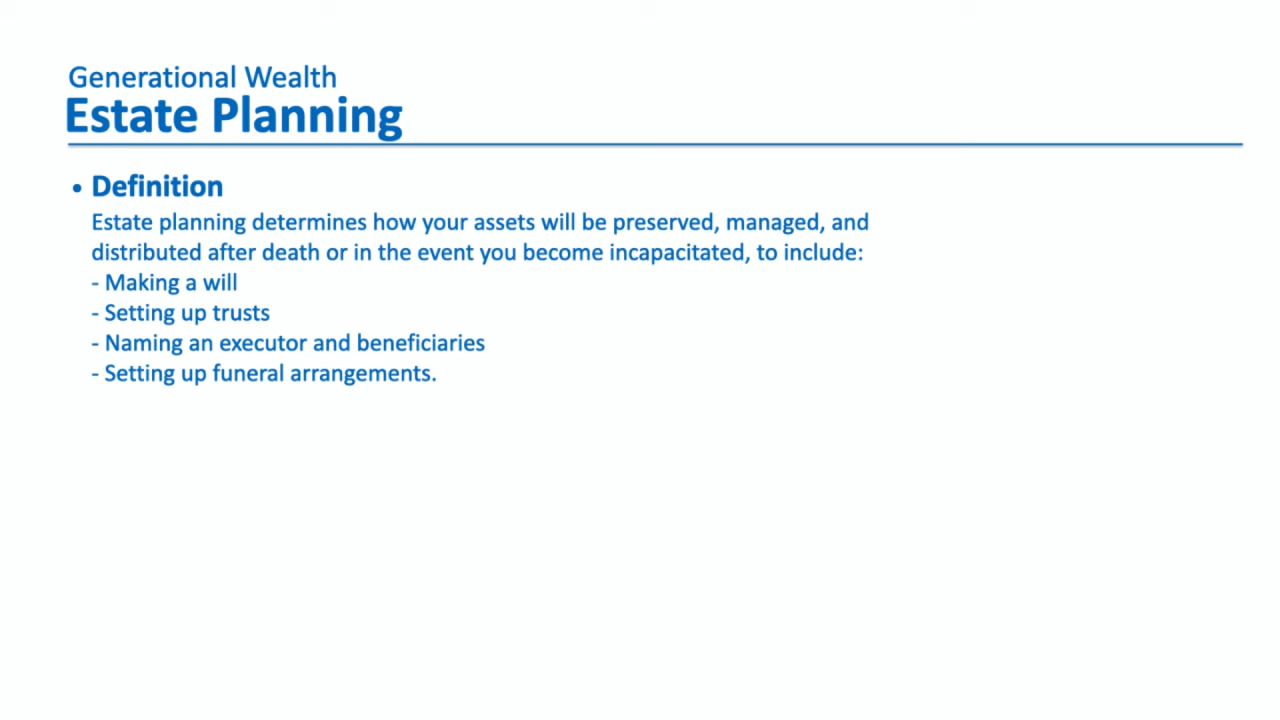 Generational Wealth
Estate Planning
• Definition
Estate planning determines how your assets will be preserved, managed, and
distributed after death or in the event you become incapacitated, to include:
- Making a will
- Setting up trusts
- Naming an executor and beneficiaries
- Setting up funeral arrangements.